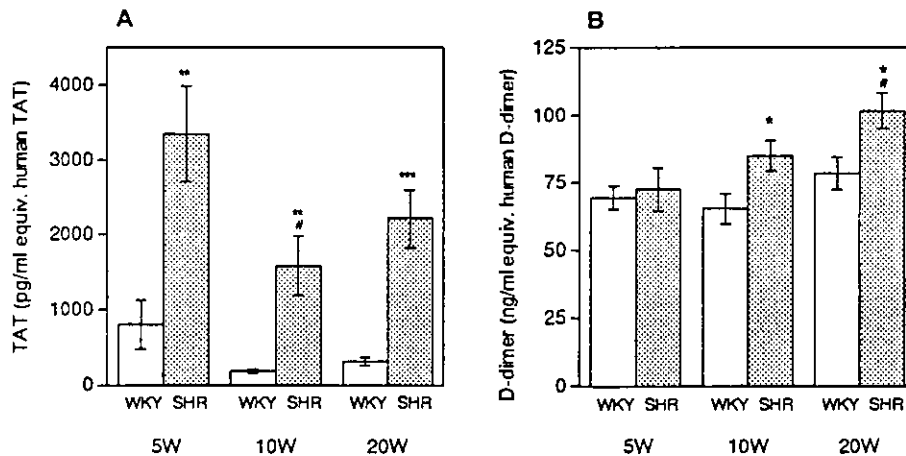 A
TAT (pg/ml equiv. human TAT)
4000
3000
2000
1000
0
**
**
#
***
WKY SHR WKY SHR WKY SHR
5W 10W 20W
B
D-dimer (ng/ml equiv. human D-dimer)
125
100
75
50
25
0
*
*
#
WKY SHR WKY SHR WKY SHR
5W 10W 20W